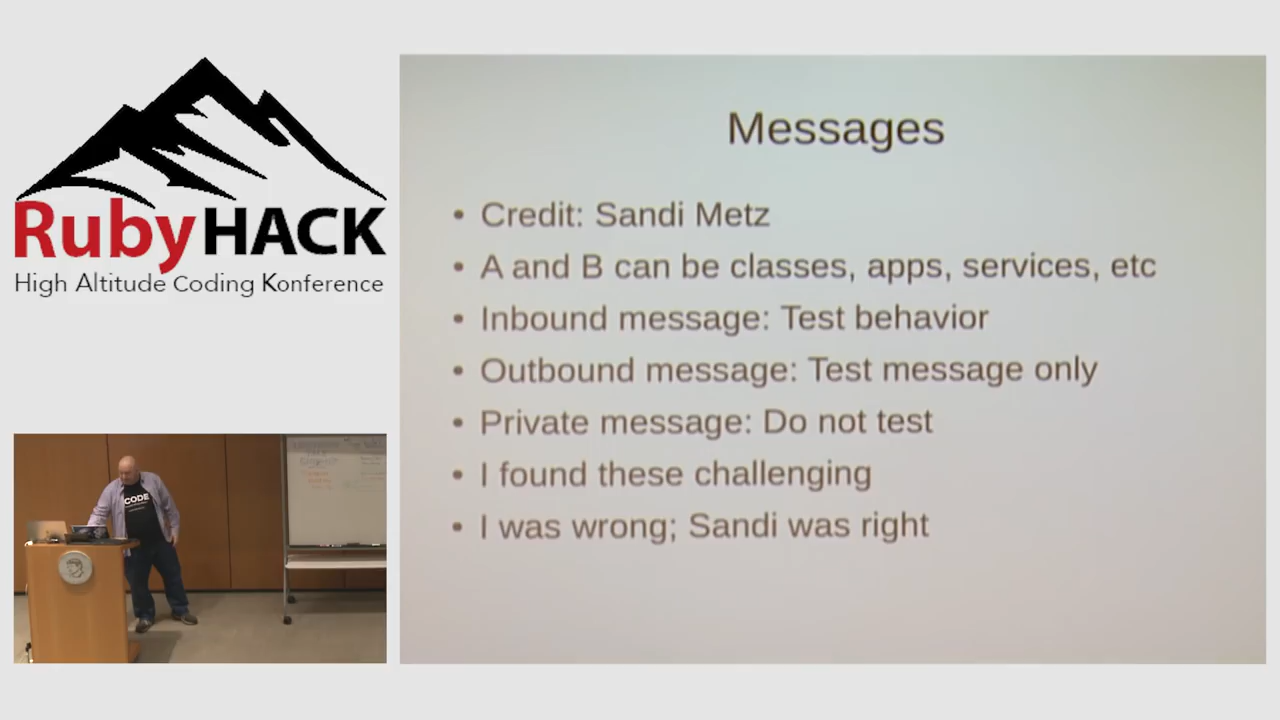 RubyHACK
High Altitude Coding Konference
Messages
• Credit: Sandi Metz
• A and B can be classes, apps, services, etc
• Inbound message: Test behavior
• Outbound message: Test message only
• Private message: Do not test
• I found these challenging
• I was wrong; Sandi was right
CODE